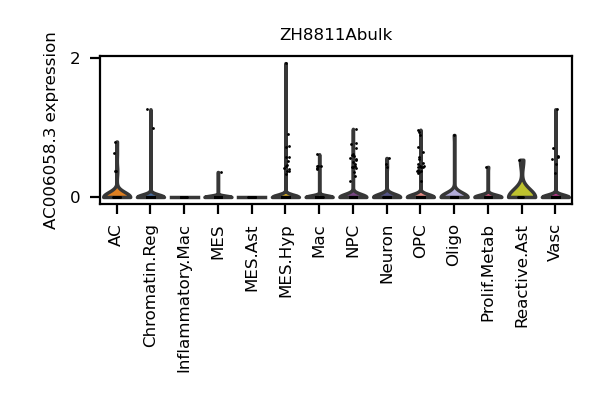 ZH8811Abulk
AC006058.3 expression
2
0
AC
Chromatin.Reg
Inflammatory.Mac
MES
MES.Ast
MES.Hyp
Mac
NPC
Neuron
OPC
Oligo
Prolif.Metab
Reactive.Ast
Vasc